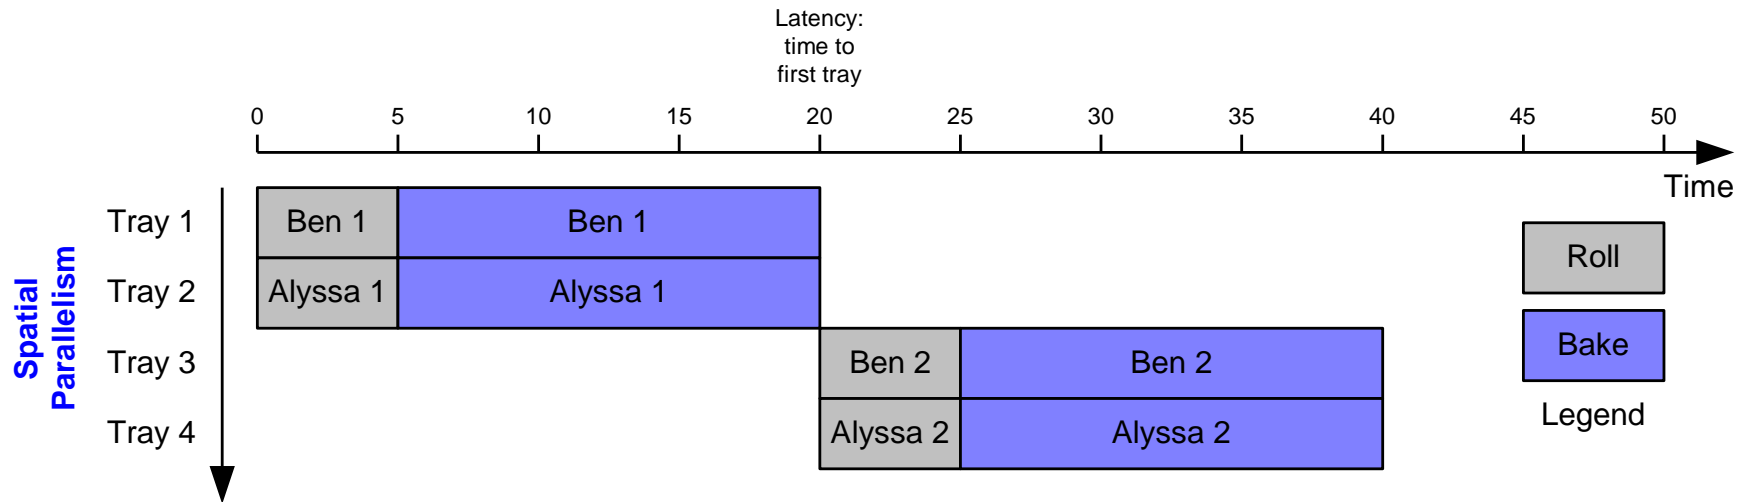 Latency:
time to
first tray
0 5 10 15 20 25 30 35 40 45 50
Time
Spatial
Parallelism
Tray 1 Ben 1 Ben 1
Tray 2 Alyssa 1 Alyssa 1
Tray 3 Ben 2 Ben 2
Tray 4 Alyssa 2 Alyssa 2
Roll
Bake
Legend